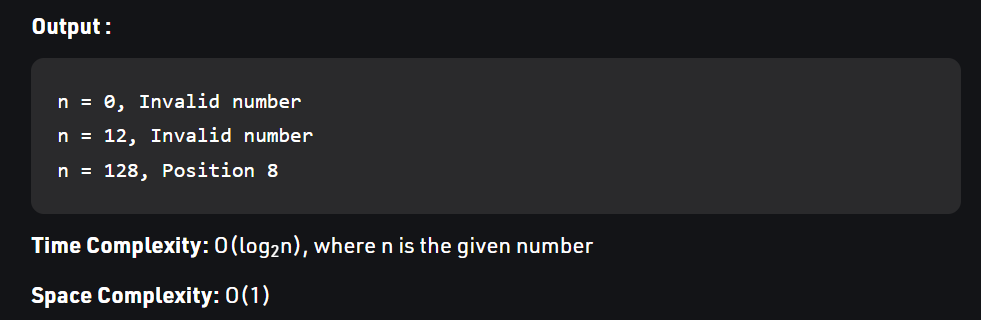 Output :
n = 0, Invalid number
n = 12, Invalid number
n = 128, Position 8
Time Complexity: O(log₂n), where n is the given number
Space Complexity: O(1)